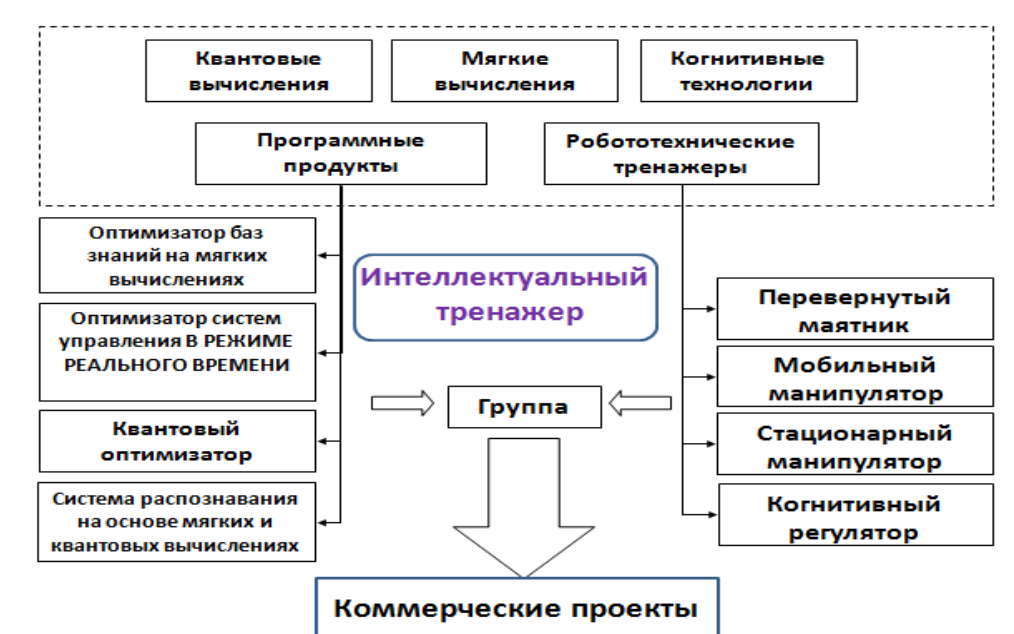 Квантовые
вычисления
Мягкие
вычисления
Когнитивные
технологии
Программные
продукты
Робототехнические
тренажеры
Оптимизатор баз
знаний на мягких
вычислениях
Оптимизатор систем
управления В РЕЖИМЕ
РЕАЛЬНОГО ВРЕМЕНИ
Квантовый
оптимизатор
Система распознавания
на основе мягких и
квантовых вычислениях
Интеллектуальный
тренажер
Группа
Перевернутый
маятник
Мобильный
манипулятор
Стационарный
манипулятор
Когнитивный
регулятор
Коммерческие проекты